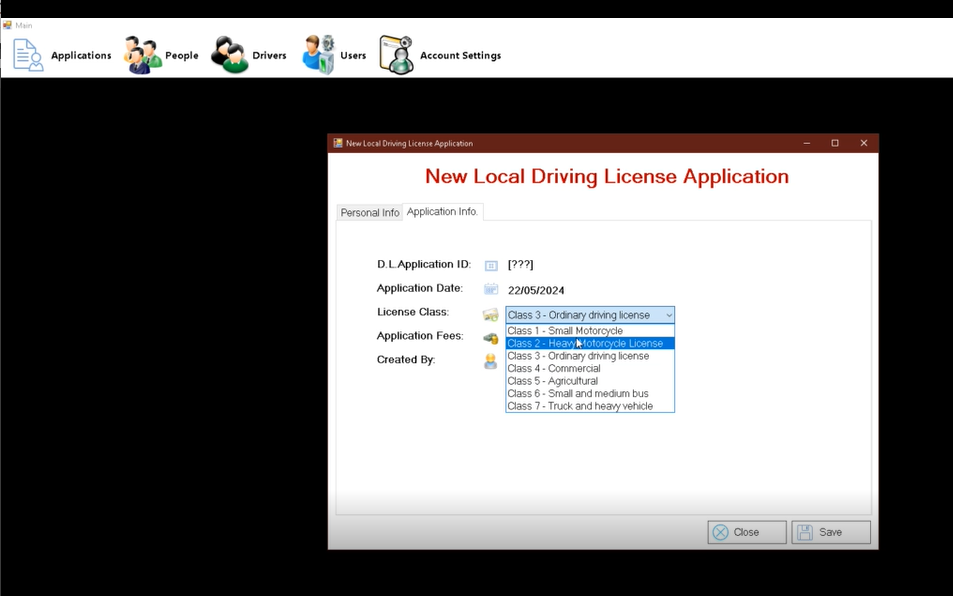 Main
Applications People Drivers Users Account Settings
New Local Driving License Application
New Local Driving License Application
Personal Info Application Info.
D.L.Application ID: [???]
Application Date: 22/05/2024
License Class: Class 3 - Ordinary driving license
Class 1 - Small Motorcycle
Class 2 - Heavy Motorcycle License
Application Fees:
Class 3 - Ordinary driving license
Created By:
Class 4 - Commercial
Class 5 - Agricultural
Class 6 - Small and medium bus
Class 7 - Truck and heavy vehicle
Close Save